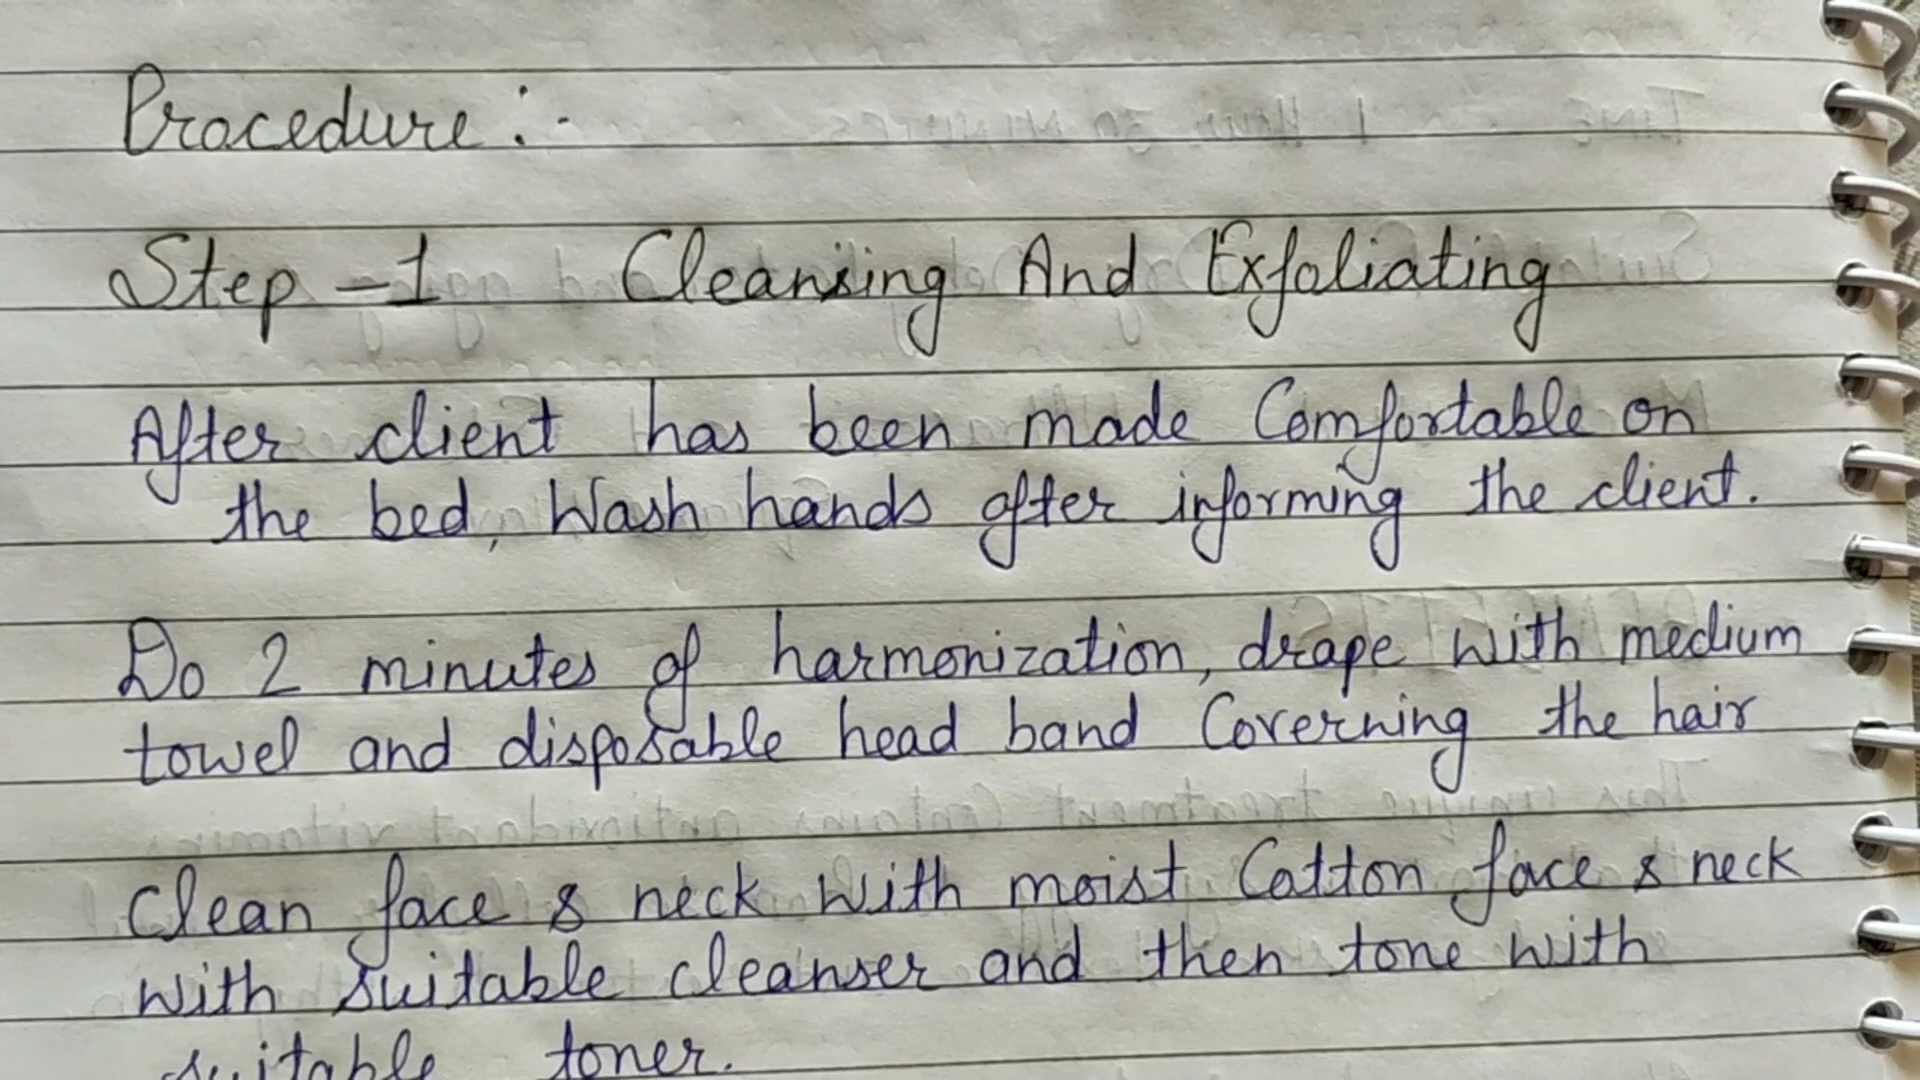 Procedure :-
Step -1 Cleansing And Exfoliating
After client has been made Comfortable on
the bed, Wash hands after informing the client.
Do 2 minutes of harmonization, drape with medium
towel and disposable head band Coverning the hair
Clean face & neck with moist Cotton face & neck
with suitable cleanser and then tone with
suitable toner.